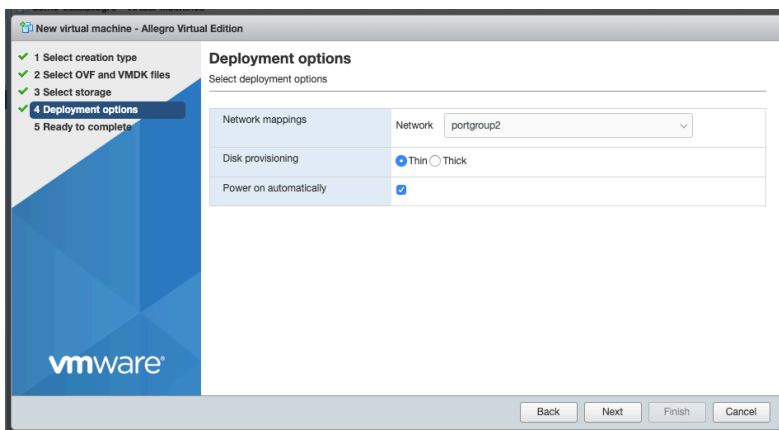 New virtual machine - Allegro Virtual Edition
1 Select creation type
2 Select OVF and VMDK files
3 Select storage
4 Deployment options
5 Ready to complete
vmware®
Deployment options
Select deployment options
Network mappings
Network portgroup2
Disk provisioning
Thin Thick
Power on automatically
Back Next Finish Cancel